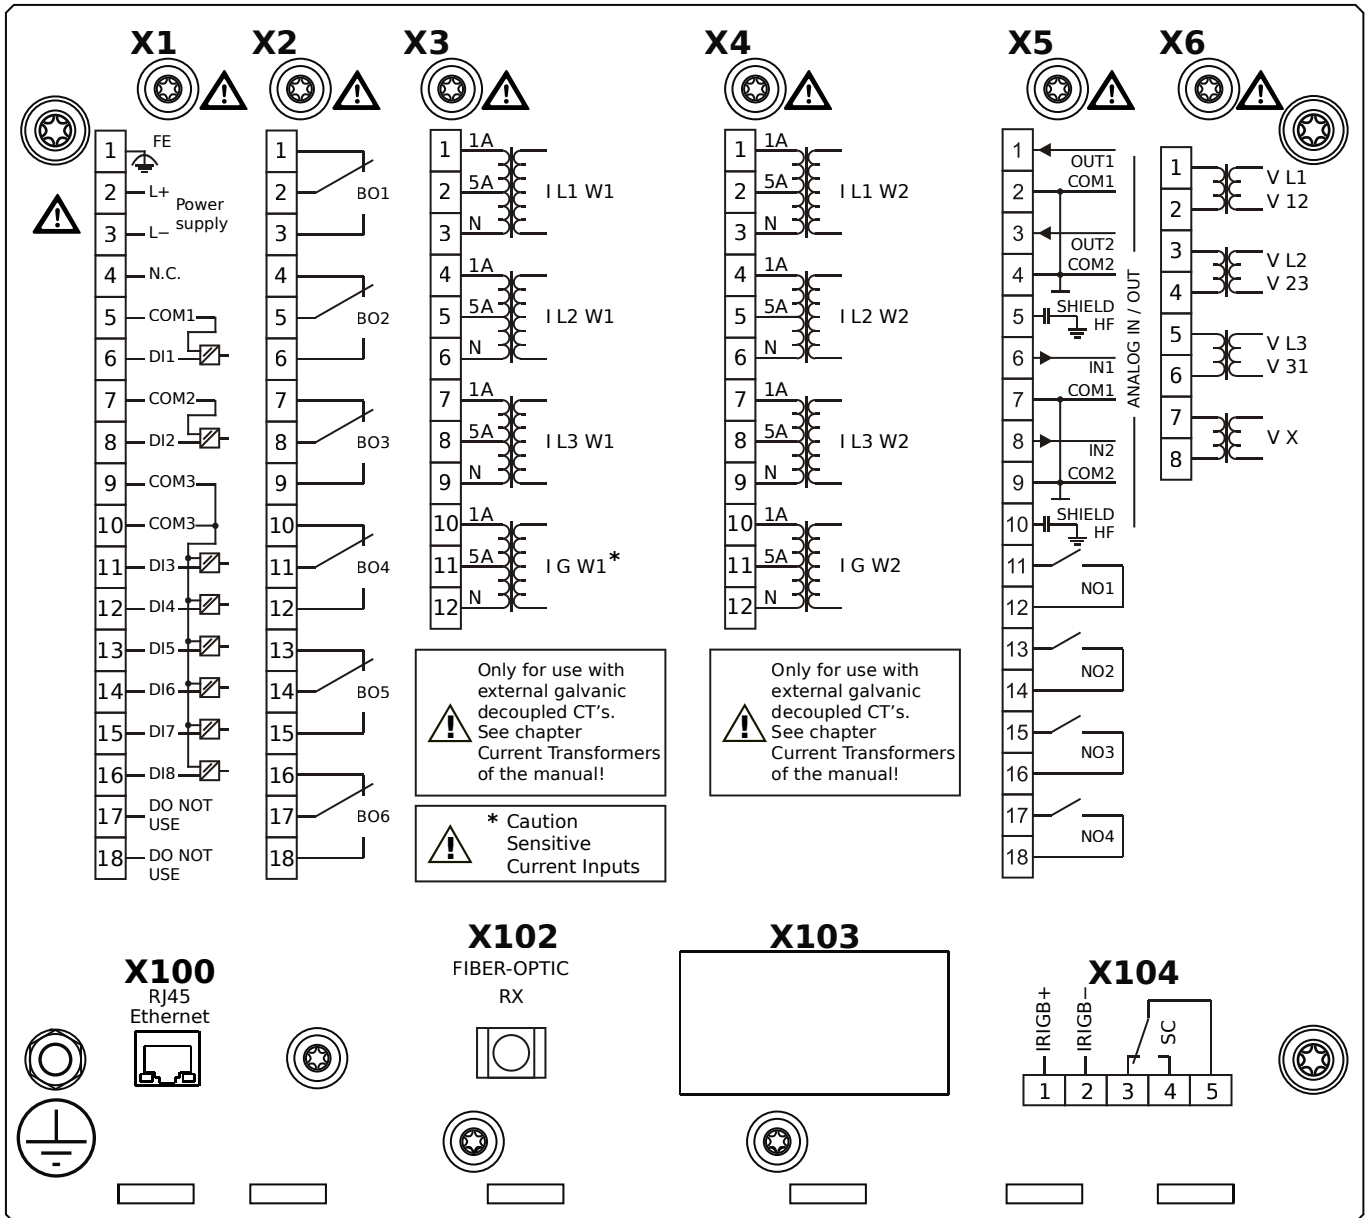 X1
1
FE
2
L+
Power
supply
3
L−
4
N.C.
5
COM1
6
DI1
7
COM2
8
DI2
9
COM3
10
COM3
11
DI3
12
DI4
13
DI5
14
DI6
15
DI7
16
DI8
17
DO NOT
USE
18
DO NOT
USE
X2
1
2
BO1
3
4
5
BO2
6
7
8
BO3
9
10
11
BO4
12
13
14
BO5
15
16
17
BO6
18
X3
1 1A
2 5A I L1 W1
3 N
4 1A
5 5A I L2 W1
6 N
7 1A
8 5A I L3 W1
9 N
10 1A
11 5A I G W1*
12 N
Only for use with
external galvanic
decoupled CT's.
See chapter
Current Transformers
of the manual!
* Caution
Sensitive
Current Inputs
X4
1 1A
2 5A I L1 W2
3 N
4 1A
5 5A I L2 W2
6 N
7 1A
8 5A I L3 W2
9 N
10 1A
11 5A I G W2
12 N
Only for use with
external galvanic
decoupled CT's.
See chapter
Current Transformers
of the manual!
X5
1
OUT1
2
COM1
3
OUT2
4
COM2
5
SHIELD
HF
6
IN1
7
COM1
8
IN2
9
COM2
10
SHIELD
HF
ANALOG IN / OUT
11
NO1
12
13
NO2
14
15
NO3
16
17
NO4
18
X6
1
V L1
2
V 12
3
V L2
4
V 23
5
V L3
6
V 31
7
V X
8
X100
RJ45
Ethernet
X102
FIBER-OPTIC
RX
X103
X104
IRIGB+
IRIGB−
SC
1 2 3 4 5